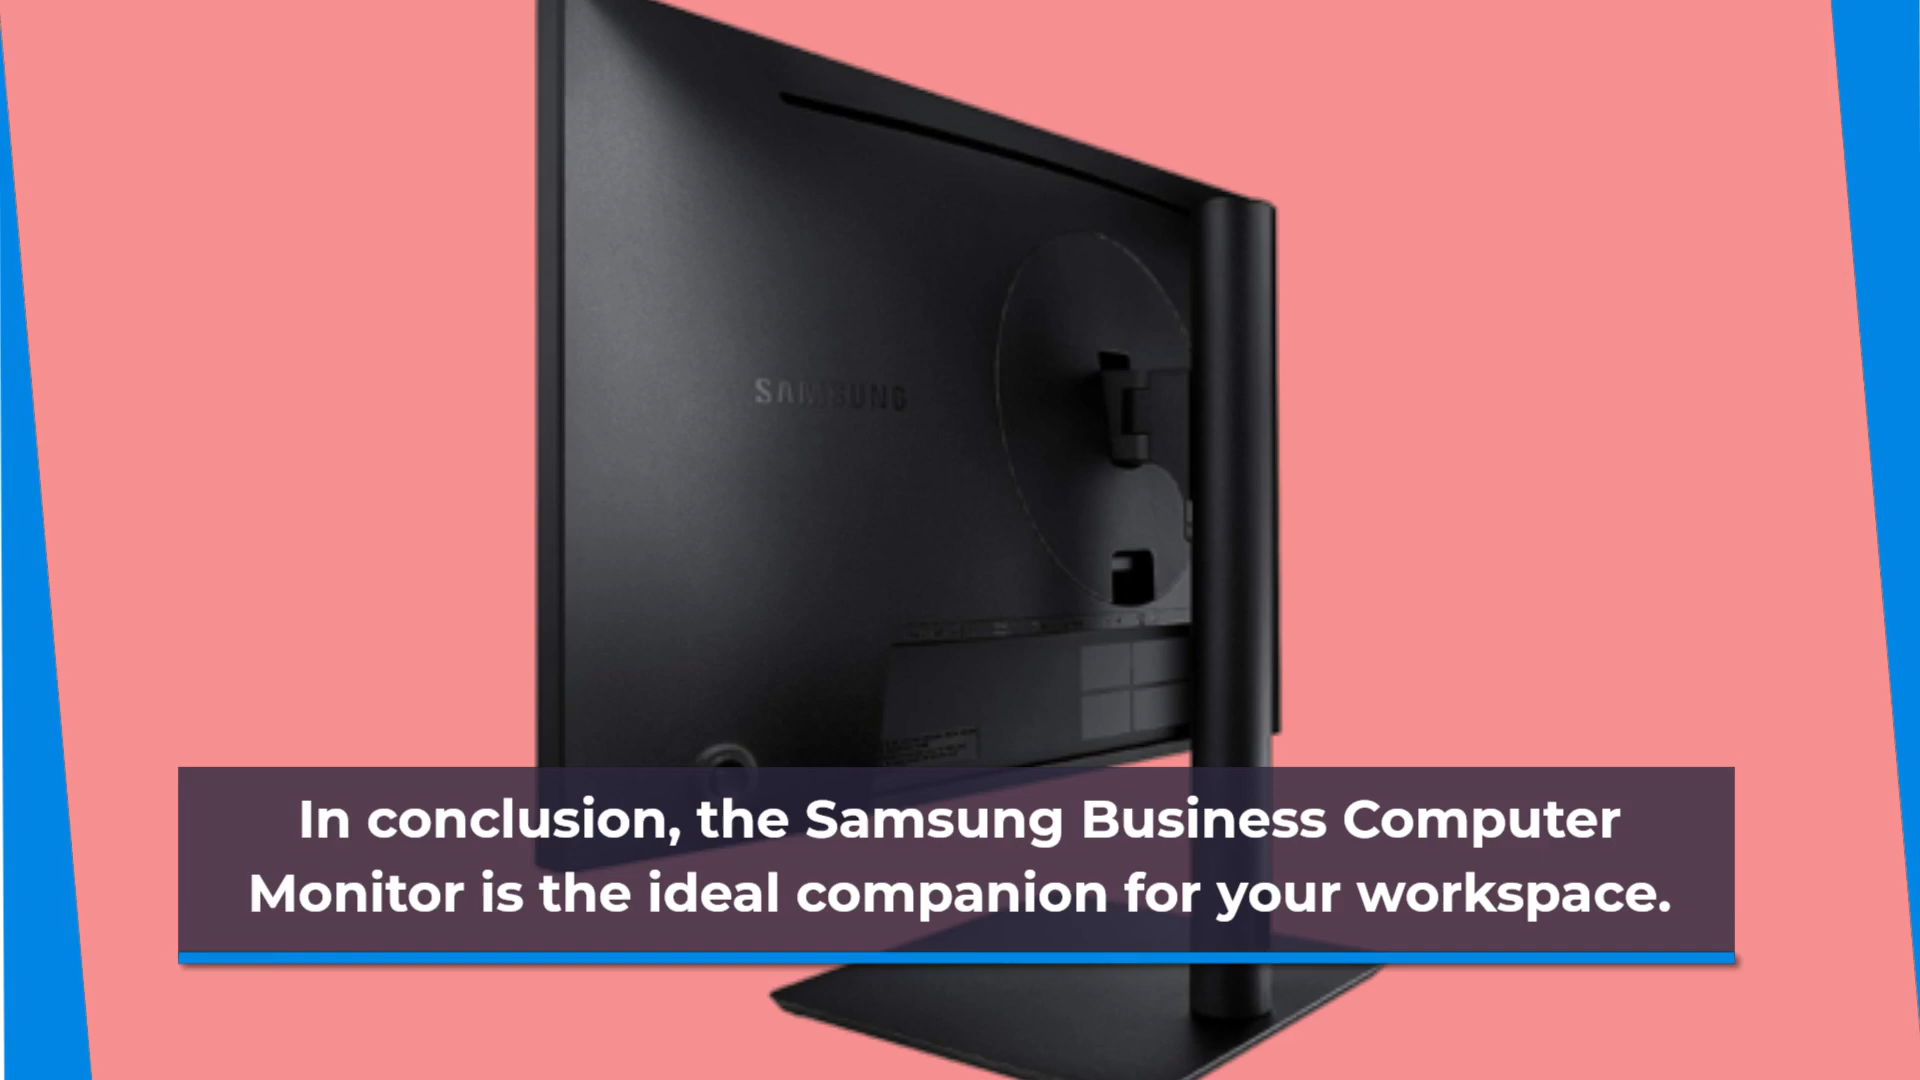 SAMSUNG
In conclusion, the Samsung Business Computer
Monitor is the ideal companion for your workspace.